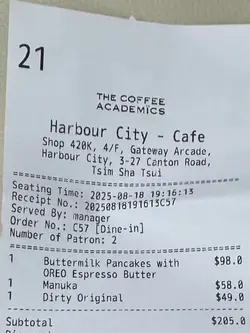 21
THE COFFEE
ACADEMICS
Harbour City - Cafe
Shop 420K, 4/F, Gateway Arcade,
Harbour City, 3-27 Canton Road,
Tsim Sha Tsui
Seating Time: 2025-08-18 19:16:13
Receipt No.: 20250818191613C57
Served By: manager
Order No.: C57 [Dine-in]
Number of Patron: 2
1 Buttermilk Pancakes with $98.0
OREO Espresso Butter
1 Manuka $58.0
1 Dirty Original $49.0
Subtotal $205.0